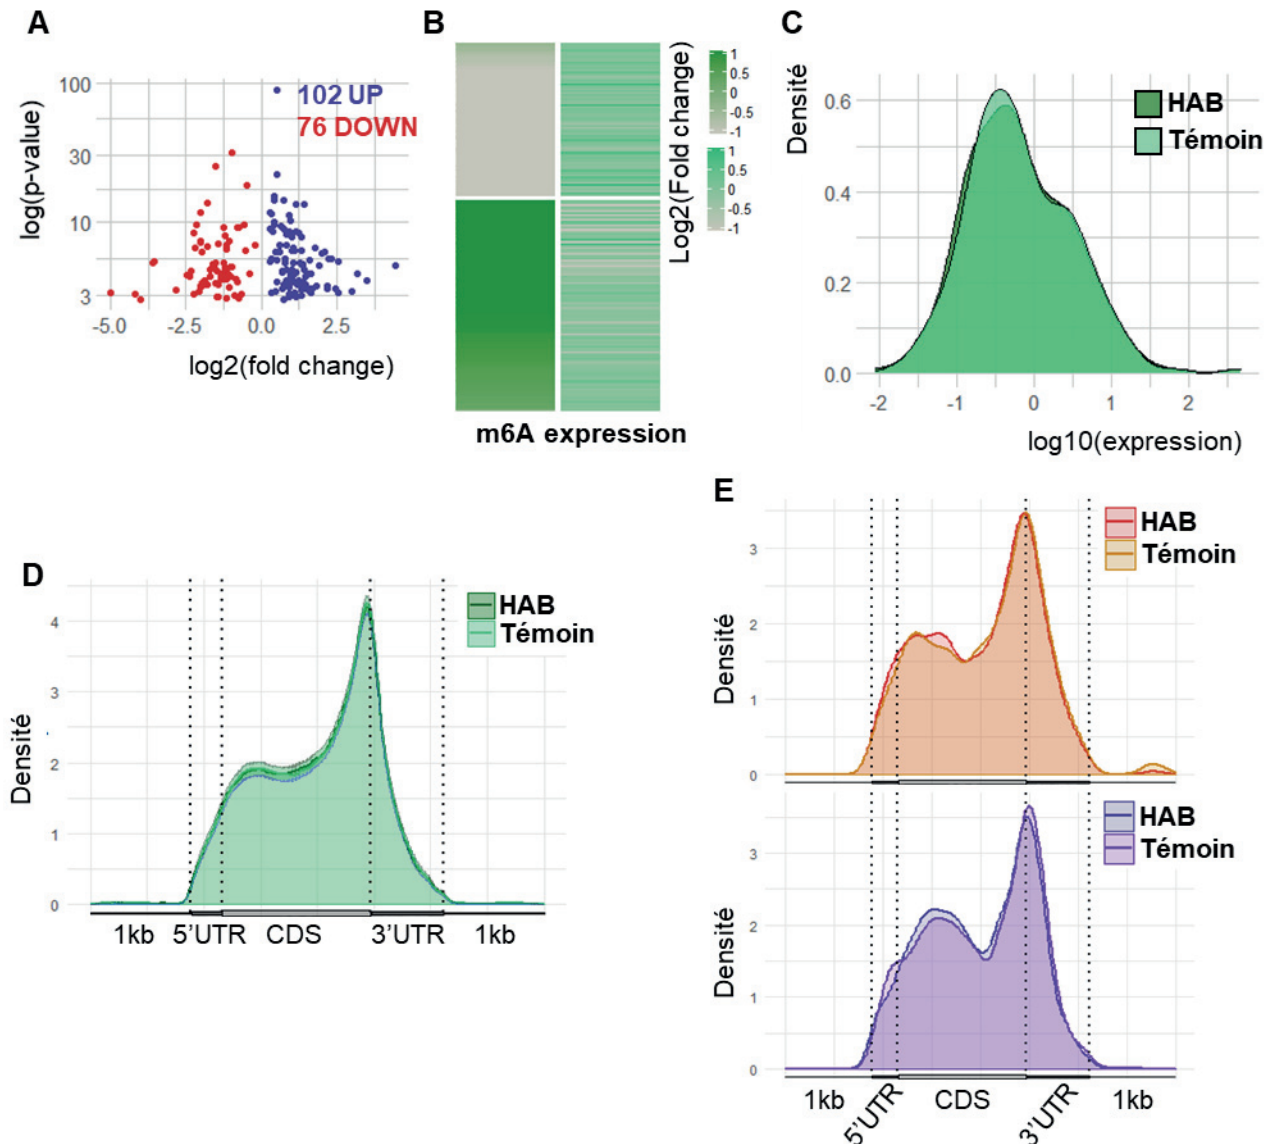 A
102 UP
76 DOWN
log(p-value)
100
30
10
3
-5.0
-2.5
0.0
2.5
log2(fold change)
B
Log2(Fold change)
1
0.5
0
-0.5
-1
1
0.5
0
-0.5
-1
m6A expression
C
Densité
0.6
0.4
0.2
0.0
HAB
Témoin
-2
-1
0
1
2
log10(expression)
D
Densité
4
3
2
1
0
HAB
Témoin
1kb
5'UTR
CDS
3'UTR
1kb
E
Densité
3
2
1
0
HAB
Témoin
Densité
3
2
1
0
HAB
Témoin
1kb
5'UTR
CDS
3'UTR
1kb